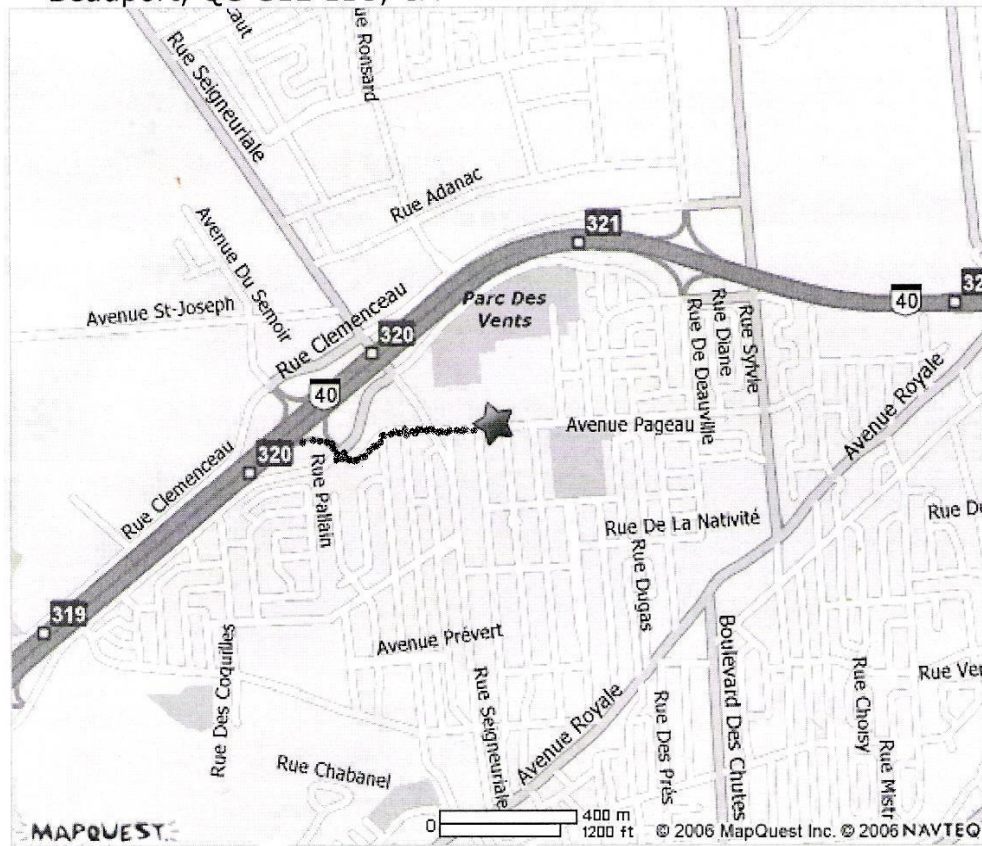 Beauport, QC
Rue Ronsard
Rue Seigneuriale
Rue Adanac
Avenue Du Semoir
321
Avenue St-Joseph
Parc Des
Vents
40
Rue Clemenceau
320
Rue Diane
Rue De Deauville
Rue Sylvie
40
Avenue Royale
Avenue Pageau
320
Rue Clemenceau
Rue Pallain
Rue De La Nativité
Rue Dugas
319
Avenue Prévert
Rue Des Coquilles
Rue Seigneuriale
Avenue Royale
Rue Des Prés
Boulevard Des Chutes
Rue Choisy
Rue Chabanel
MAPQUEST
0
400 m
1200 ft
© 2006 MapQuest Inc. © 2006 NAVTEQ